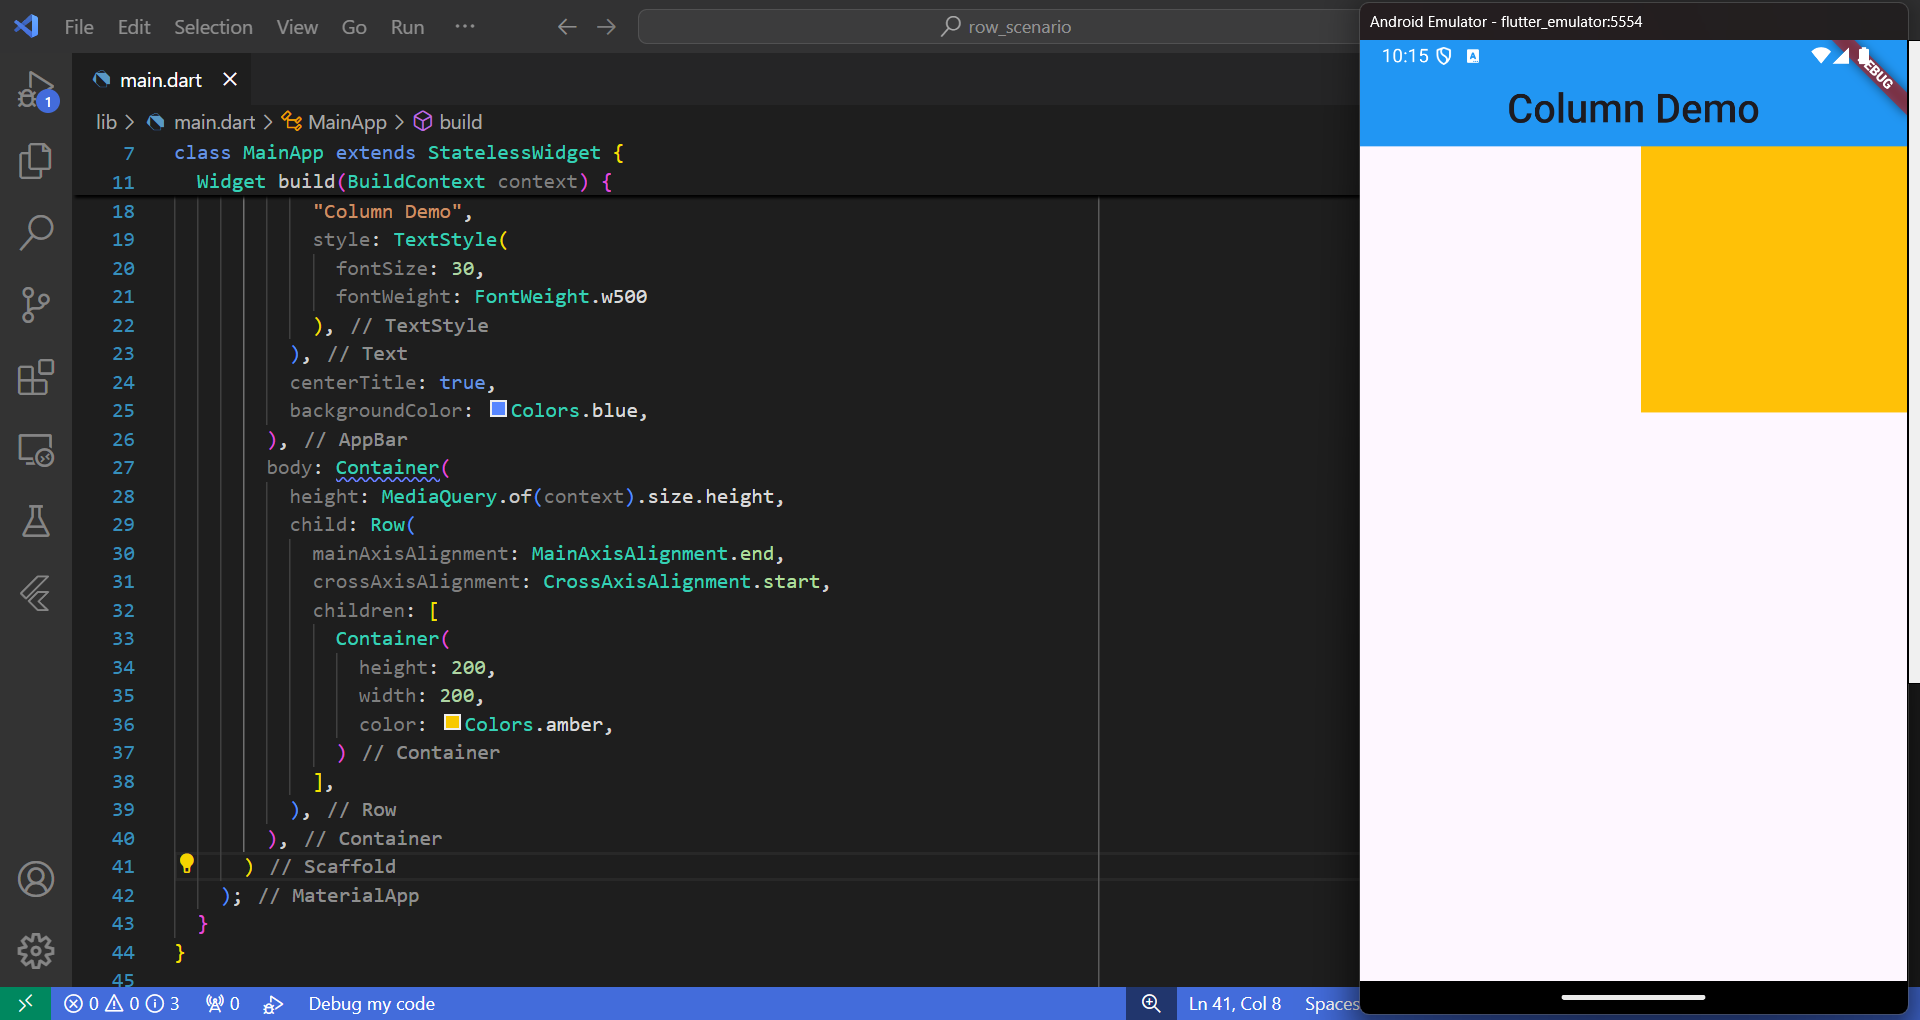 File Edit Selection View Go Run ···
row_scenario
1
main.dart
lib > main.dart > MainApp > build
7 class MainApp extends StatelessWidget {
11 Widget build(BuildContext context) {
18 "Column Demo",
19 style: TextStyle(
20 fontSize: 30,
21 fontWeight: FontWeight.w500
22 ), // TextStyle
23 ), // Text
24 centerTitle: true,
25 backgroundColor: Colors.blue,
26 ), // AppBar
27 body: Container(
28 height: MediaQuery.of(context).size.height,
29 child: Row(
30 mainAxisAlignment: MainAxisAlignment.end,
31 crossAxisAlignment: CrossAxisAlignment.start,
32 children: [
33 Container(
34 height: 200,
35 width: 200,
36 color: Colors.amber,
37 ) // Container
38 ],
39 ), // Row
40 ), // Container
41 ) // Scaffold
42 ); // MaterialApp
43 }
44 }
45
0 0 3 0 Debug my code Ln 41, Col 8 Spaces
Android Emulator - flutter_emulator:5554
10:15 A
DEBUG
Column Demo